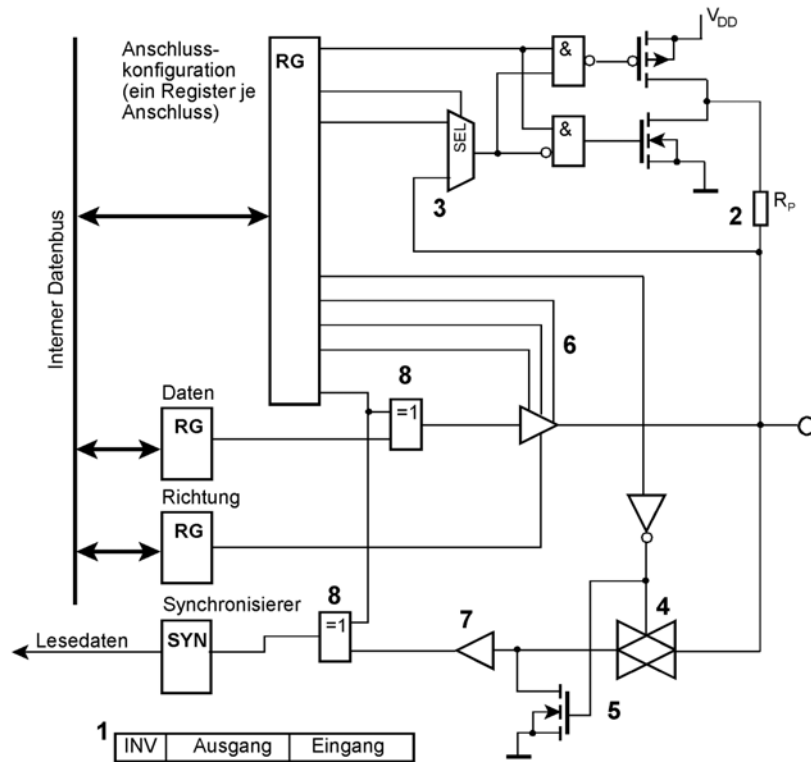 Anschluss-
konfiguration
(ein Register je
Anschluss)
RG
&
V_DD
SEL
&
3
2
R_P
Interner Datenbus
6
8
Daten
=1
RG
Richtung
RG
Synchronisierer
8
7
4
=1
Lesedaten
SYN
5
1
INV Ausgang Eingang